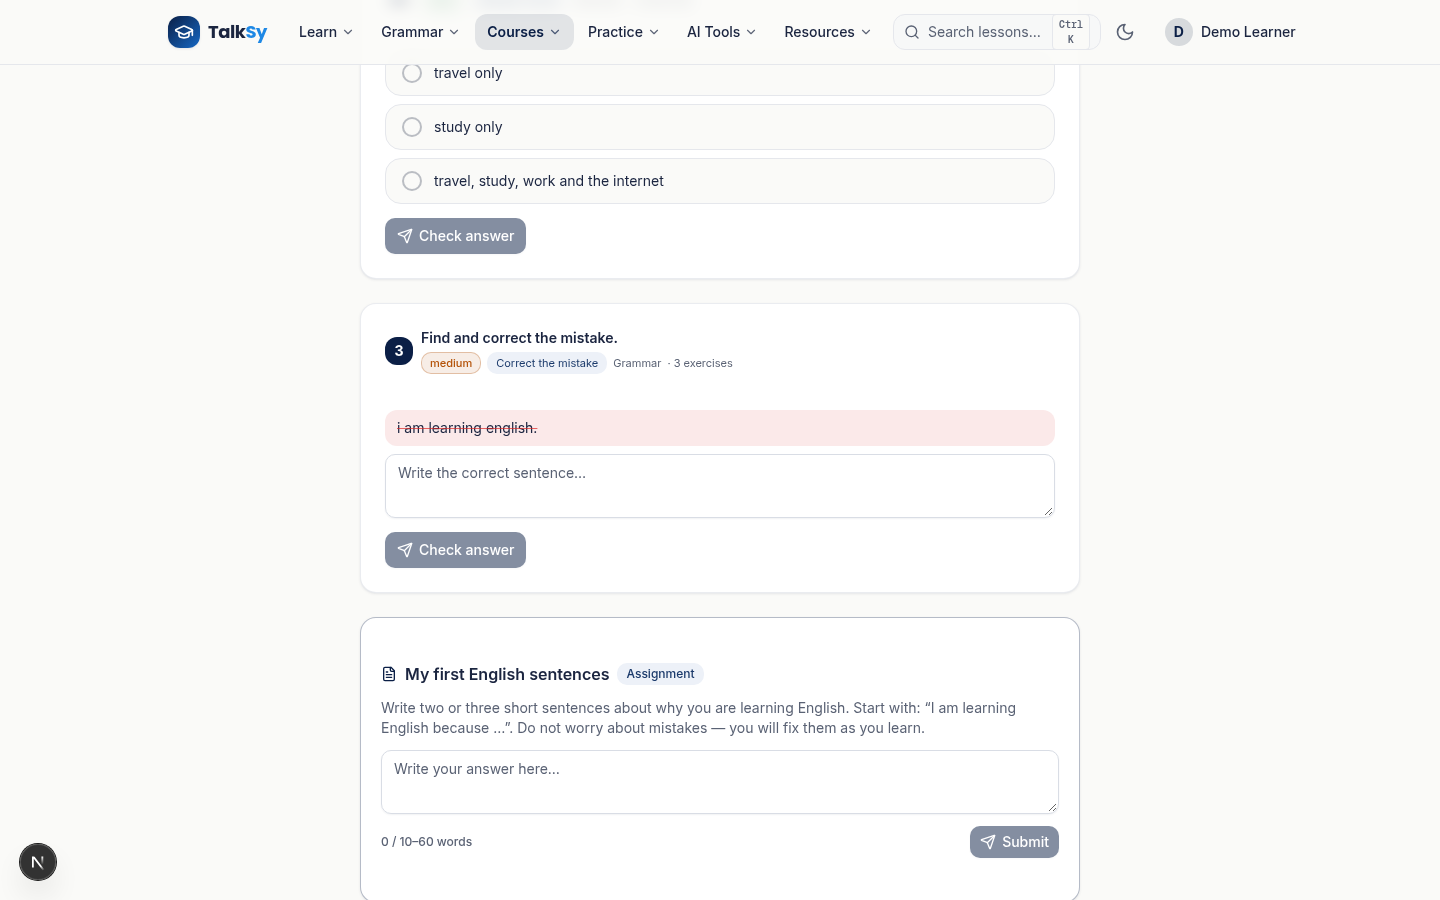 TalkSy
Learn
Grammar
Courses
Practice
AI Tools
Resources
Search lessons...
Ctrl
K
D
Demo Learner
travel only
study only
travel, study, work and the internet
Check answer
3
Find and correct the mistake.
medium
Correct the mistake
Grammar · 3 exercises
i am learning english.
Write the correct sentence...
Check answer
My first English sentences
Assignment
Write two or three short sentences about why you are learning English. Start with: “I am learning
English because ...”. Do not worry about mistakes — you will fix them as you learn.
Write your answer here...
0 / 10–60 words
Submit
N